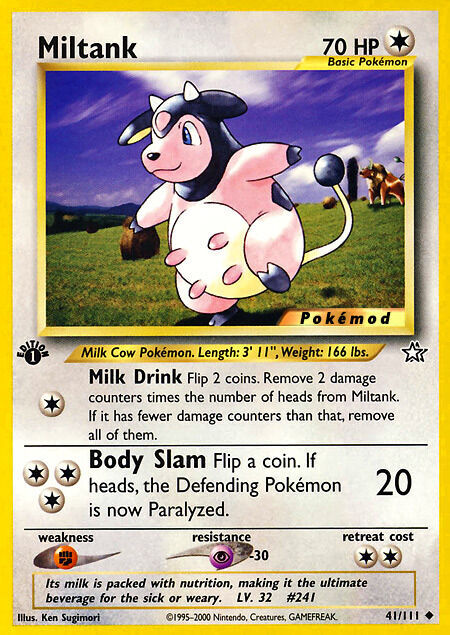 Miltank
70 HP
Basic Pokémon
Pokémod
EDITION
1
Milk Cow Pokémon. Length: 3' 11", Weight: 166 lbs.
Milk Drink Flip 2 coins. Remove 2 damage
counters times the number of heads from Miltank.
If it has fewer damage counters than that, remove
all of them.
Body Slam Flip a coin. If
heads, the Defending Pokémon
is now Paralyzed.
20
weakness
resistance
-30
retreat cost
Its milk is packed with nutrition, making it the ultimate
beverage for the sick or weary. LV. 32 #241
Illus. Ken Sugimori
©1995-2000 Nintendo, Creatures, GAMEFREAK.
41/111